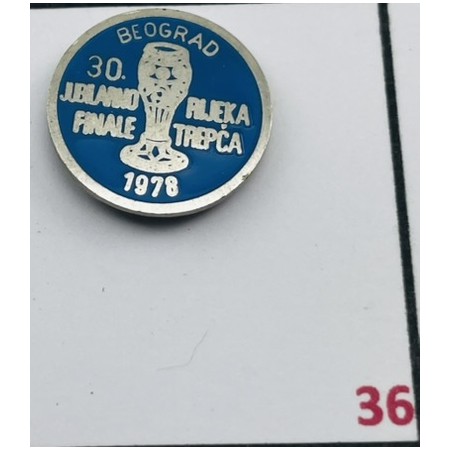 BEOGRAD
30.
JUBILARNO RIJEKA
FINALE TREPČA
1978
36